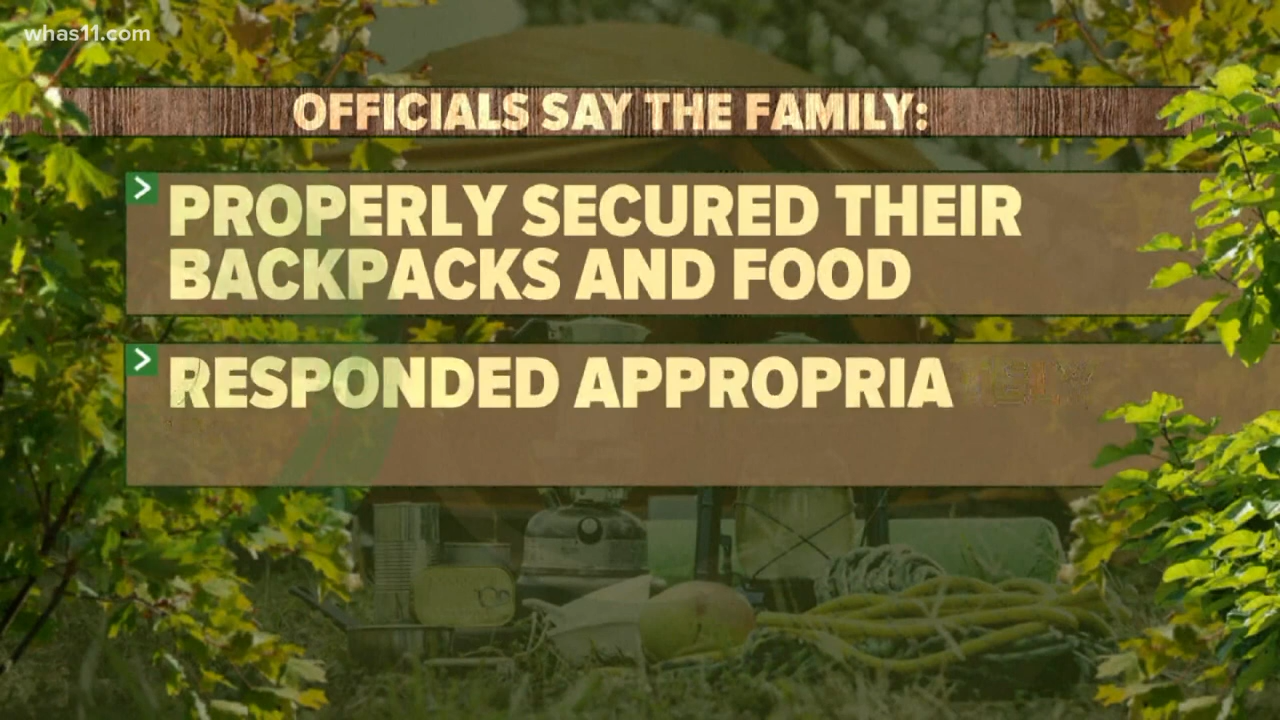 whas11.com
OFFICIALS SAY THE FAMILY:
PROPERLY SECURED THEIR
BACKPACKS AND FOOD
RESPONDED APPROPRIA